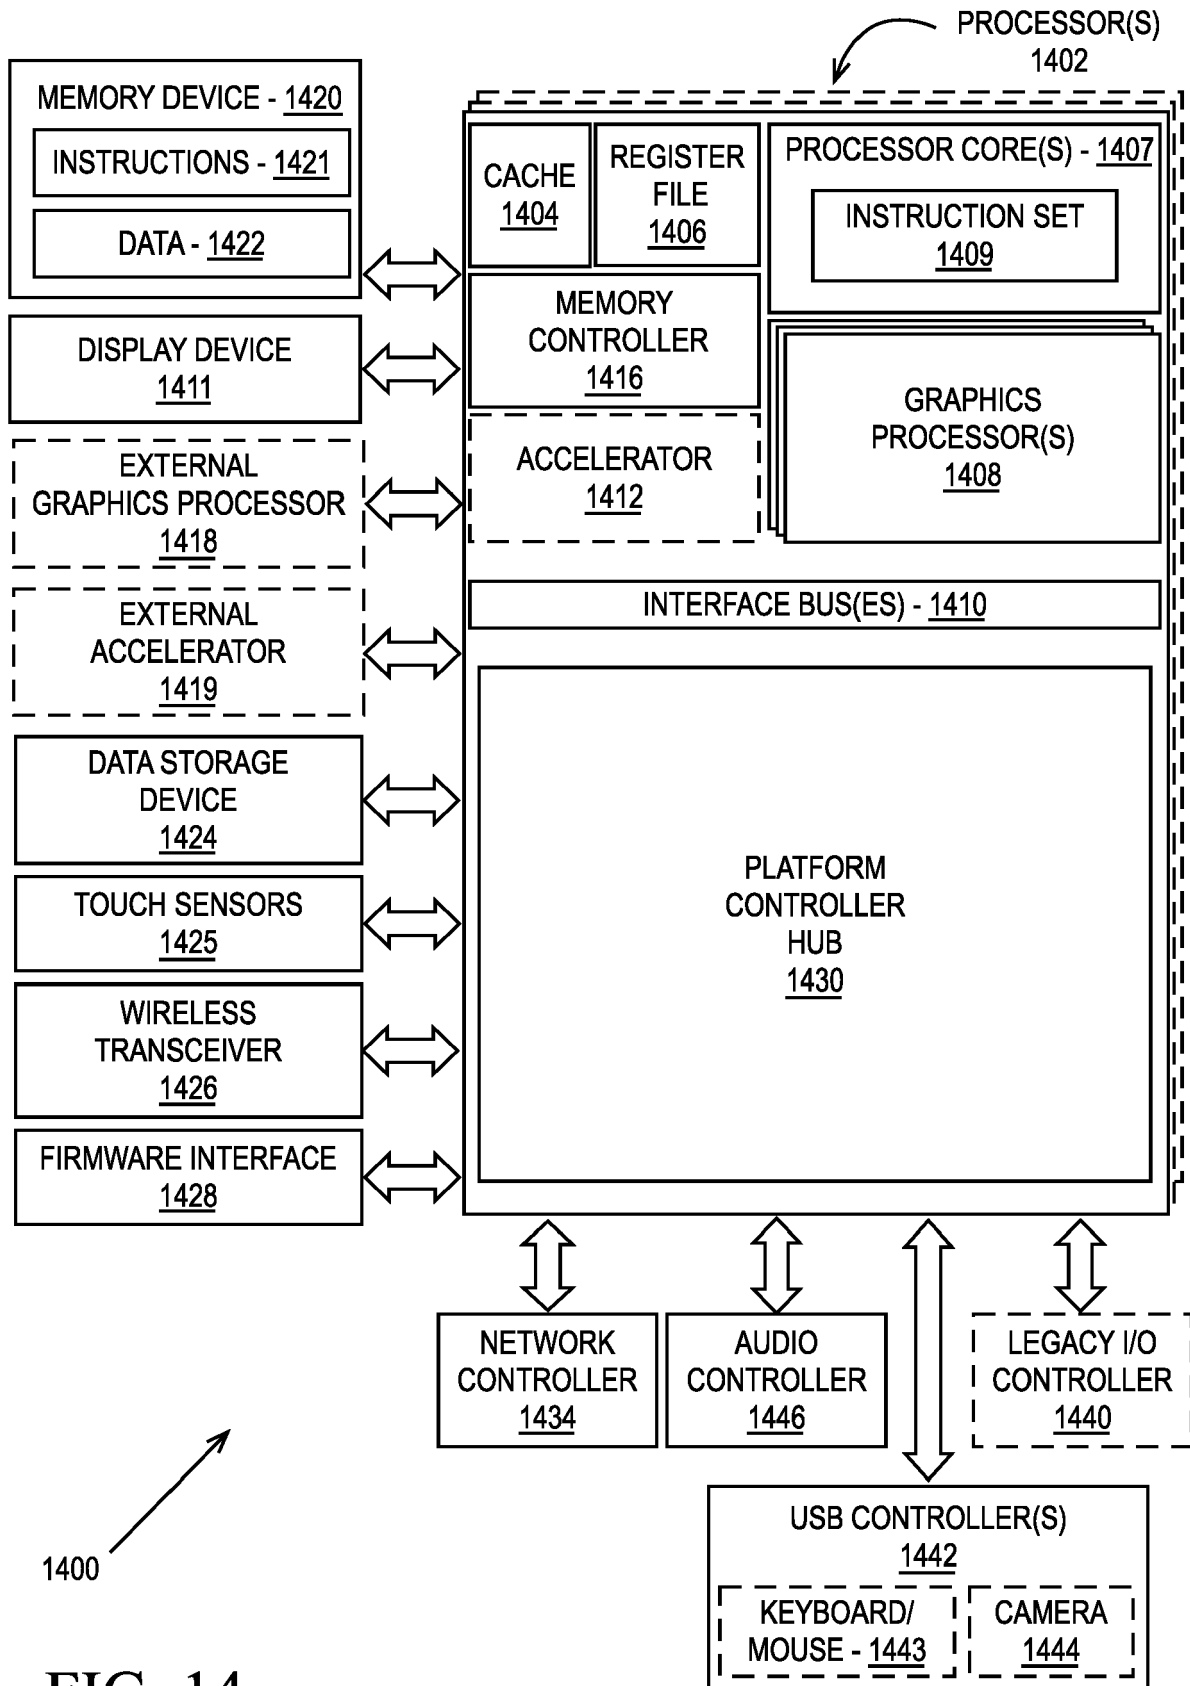 PROCESSOR(S)
1402
MEMORY DEVICE - 1420
INSTRUCTIONS - 1421
DATA - 1422
DISPLAY DEVICE
1411
EXTERNAL
GRAPHICS PROCESSOR
1418
EXTERNAL
ACCELERATOR
1419
DATA STORAGE
DEVICE
1424
TOUCH SENSORS
1425
WIRELESS
TRANSCEIVER
1426
FIRMWARE INTERFACE
1428
CACHE
1404
REGISTER
FILE
1406
PROCESSOR CORE(S) - 1407
INSTRUCTION SET
1409
MEMORY
CONTROLLER
1416
ACCELERATOR
1412
GRAPHICS
PROCESSOR(S)
1408
INTERFACE BUS(ES) - 1410
PLATFORM
CONTROLLER
HUB
1430
NETWORK
CONTROLLER
1434
AUDIO
CONTROLLER
1446
LEGACY I/O
CONTROLLER
1440
USB CONTROLLER(S)
1442
KEYBOARD/
MOUSE - 1443
CAMERA
1444
1400
FIG. 14